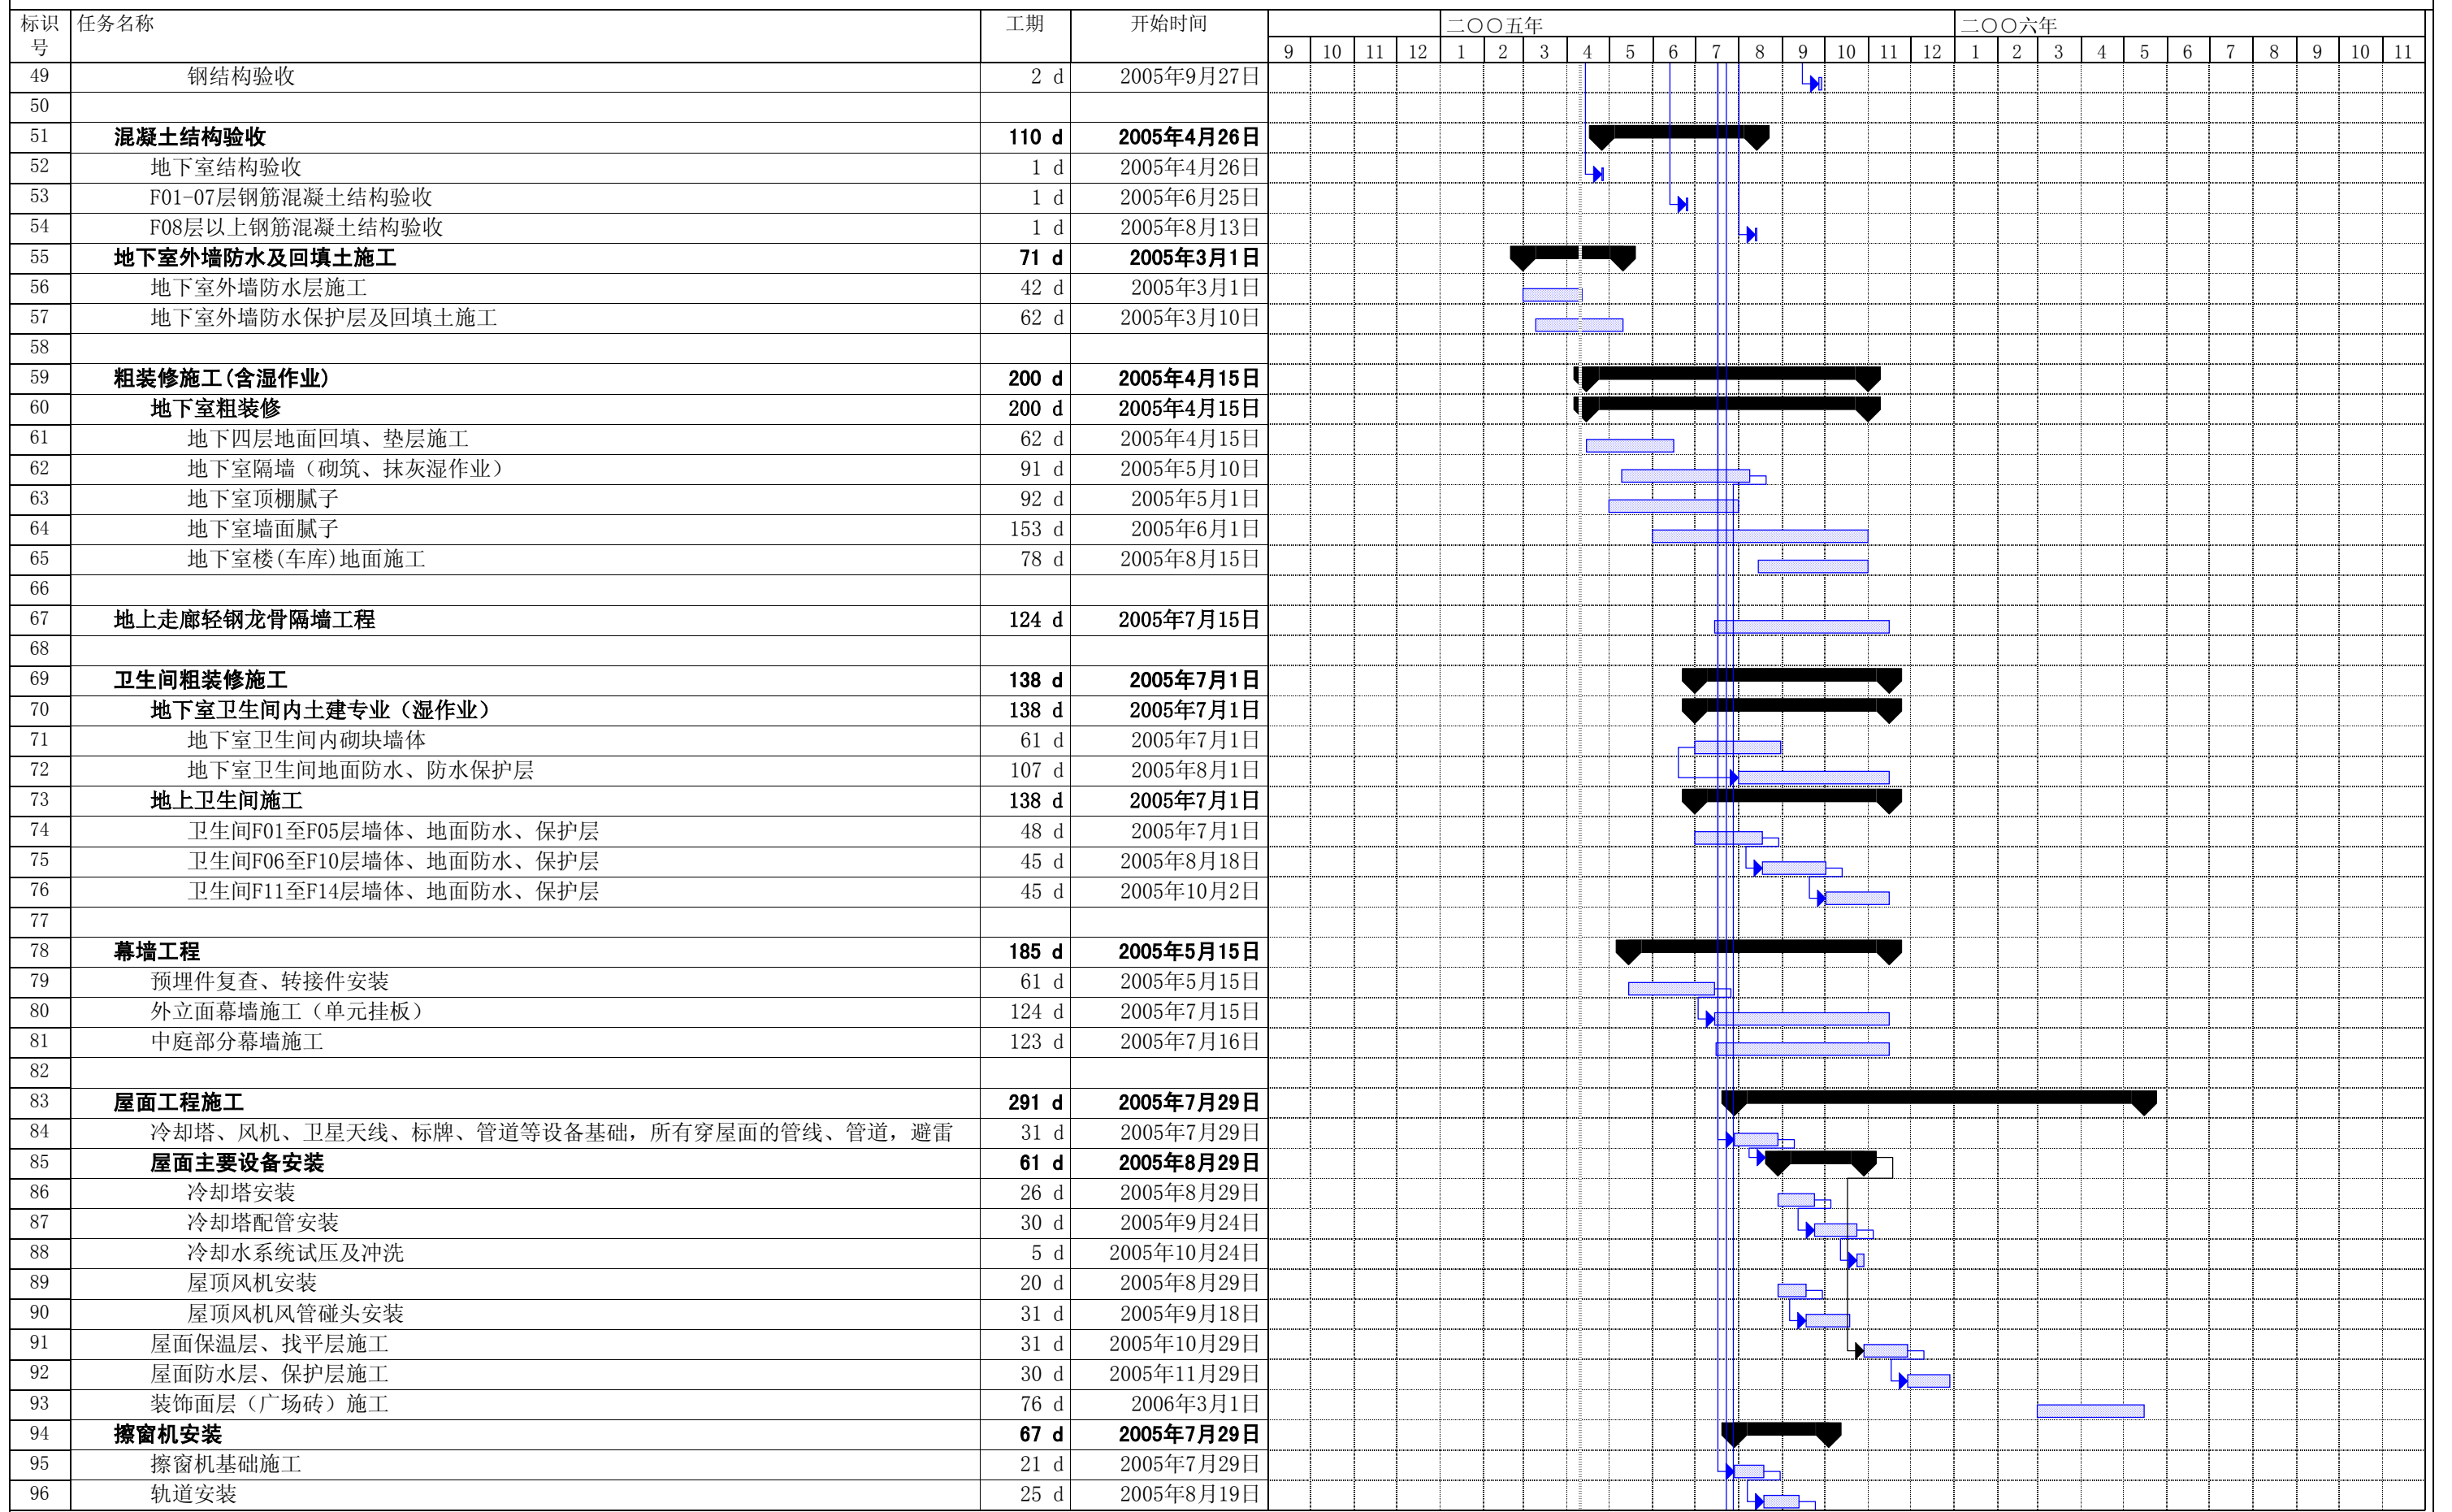 标识号 任务名称 工期 开始时间 二〇〇五年 二〇〇六年
9 10 11 12 1 2 3 4 5 6 7 8 9 10 11 12 1 2 3 4 5 6 7 8 9 10 11
49 钢结构验收 2 d 2005年9月27日
50
51 混凝土结构验收 110 d 2005年4月26日
52 地下室结构验收 1 d 2005年4月26日
53 F01-07层钢筋混凝土结构验收 1 d 2005年6月25日
54 F08层以上钢筋混凝土结构验收 1 d 2005年8月13日
55 地下室外墙防水及回填土施工 71 d 2005年3月1日
56 地下室外墙防水层施工 42 d 2005年3月1日
57 地下室外墙防水保护层及回填土施工 62 d 2005年3月10日
58
59 粗装修施工(含湿作业) 200 d 2005年4月15日
60 地下室粗装修 200 d 2005年4月15日
61 地下四层地面回填、垫层施工 62 d 2005年4月15日
62 地下室隔墙（砌筑、抹灰湿作业） 91 d 2005年5月10日
63 地下室顶棚腻子 92 d 2005年5月1日
64 地下室墙面腻子 153 d 2005年6月1日
65 地下室楼(车库)地面施工 78 d 2005年8月15日
66
67 地上走廊轻钢龙骨隔墙工程 124 d 2005年7月15日
68
69 卫生间粗装修施工 138 d 2005年7月1日
70 地下室卫生间内土建专业（湿作业） 138 d 2005年7月1日
71 地下室卫生间内砌块墙体 61 d 2005年7月1日
72 地下室卫生间地面防水、防水保护层 107 d 2005年8月1日
73 地上卫生间施工 138 d 2005年7月1日
74 卫生间F01至F05层墙体、地面防水、保护层 48 d 2005年7月1日
75 卫生间F06至F10层墙体、地面防水、保护层 45 d 2005年8月18日
76 卫生间F11至F14层墙体、地面防水、保护层 45 d 2005年10月2日
77
78 幕墙工程 185 d 2005年5月15日
79 预埋件复查、转接件安装 61 d 2005年5月15日
80 外立面幕墙施工（单元挂板） 124 d 2005年7月15日
81 中庭部分幕墙施工 123 d 2005年7月16日
82
83 屋面工程施工 291 d 2005年7月29日
84 冷却塔、风机、卫星天线、标牌、管道等设备基础，所有穿屋面的管线、管道，避雷 31 d 2005年7月29日
85 屋面主要设备安装 61 d 2005年8月29日
86 冷却塔安装 26 d 2005年8月29日
87 冷却塔配管安装 30 d 2005年9月24日
88 冷却水系统试压及冲洗 5 d 2005年10月24日
89 屋顶风机安装 20 d 2005年8月29日
90 屋顶风机风管碰头安装 31 d 2005年9月18日
91 屋面保温层、找平层施工 31 d 2005年10月29日
92 屋面防水层、保护层施工 30 d 2005年11月29日
93 装饰面层（广场砖）施工 76 d 2006年3月1日
94 擦窗机安装 67 d 2005年7月29日
95 擦窗机基础施工 21 d 2005年7月29日
96 轨道安装 25 d 2005年8月19日